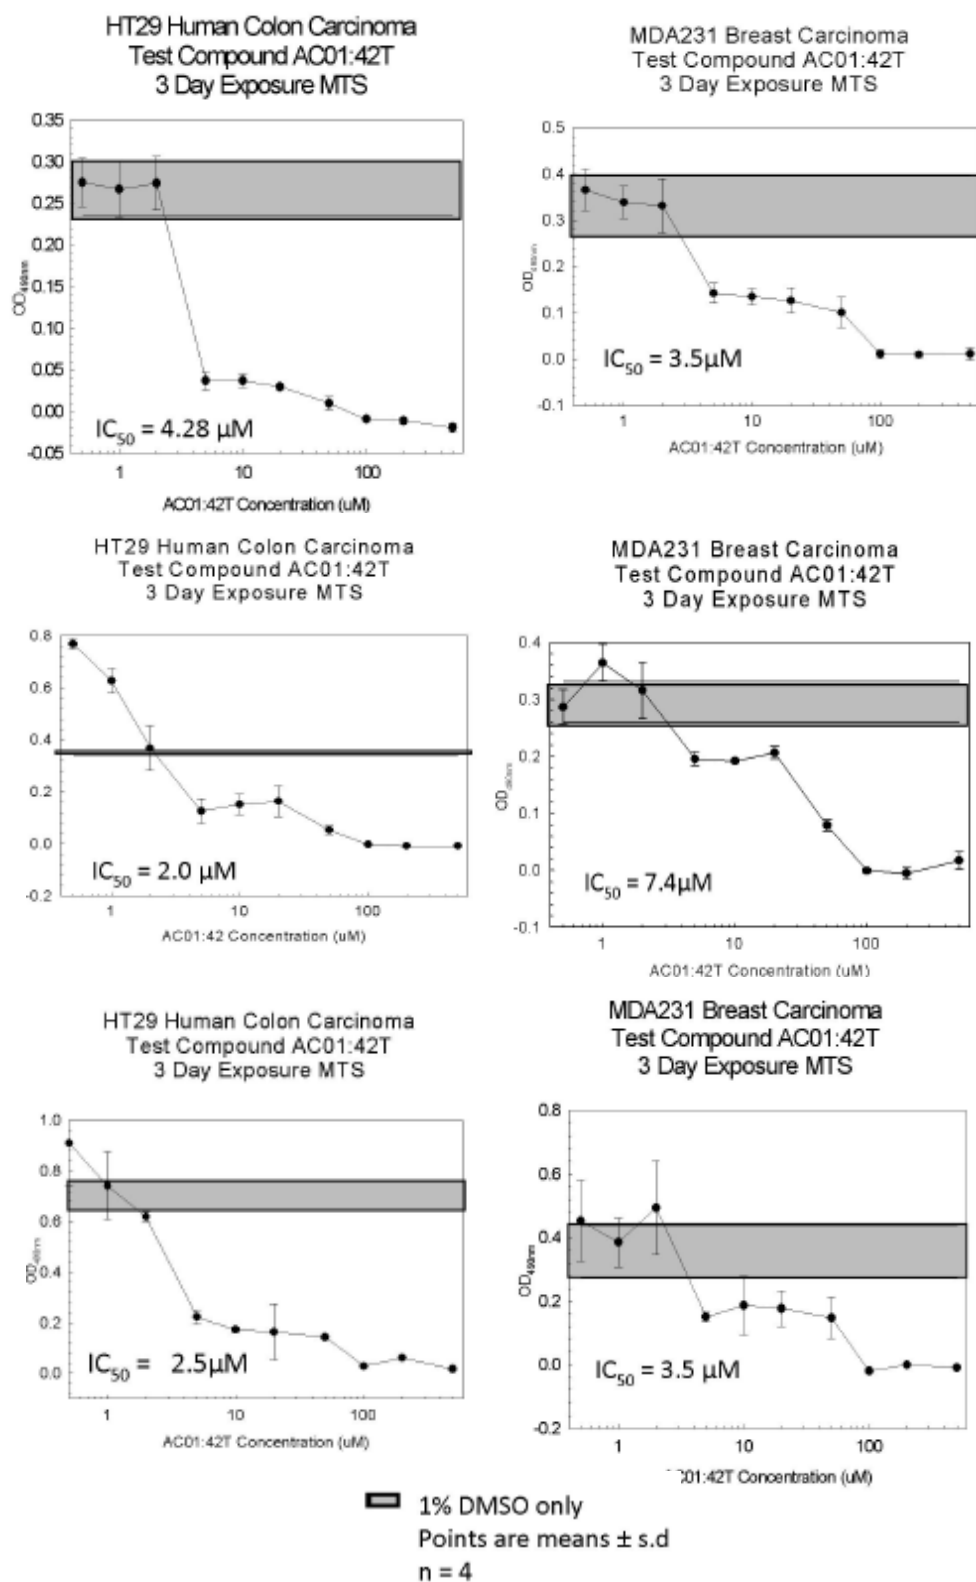 HT29 Human Colon Carcinoma
Test Compound AC01:42T
3 Day Exposure MTS
0.35
0.30
0.25
0.20
0.15
0.10
0.05
0.00
-0.05
OD490nm
IC50 = 4.28 µM
1
10
100
AC01:42T Concentration (uM)
MDA231 Breast Carcinoma
Test Compound AC01:42T
3 Day Exposure MTS
0.5
0.4
0.3
0.2
0.1
0.0
-0.1
OD490nm
IC50 = 3.5µM
1
10
100
AC01:42T Concentration (uM)
HT29 Human Colon Carcinoma
Test Compound AC01:42T
3 Day Exposure MTS
0.8
0.6
0.4
0.2
0.0
-0.2
IC50 = 2.0 µM
1
10
100
AC01:42 Concentration (uM)
MDA231 Breast Carcinoma
Test Compound AC01:42T
3 Day Exposure MTS
0.4
0.3
0.2
0.1
0.0
-0.1
OD490nm
IC50 = 7.4µM
1
10
100
AC01:42T Concentration (uM)
HT29 Human Colon Carcinoma
Test Compound AC01:42T
3 Day Exposure MTS
1.0
0.8
0.6
0.4
0.2
0.0
OD490nm
IC50 = 2.5µM
1
10
100
AC01:42T Concentration (uM)
MDA231 Breast Carcinoma
Test Compound AC01:42T
3 Day Exposure MTS
0.8
0.6
0.4
0.2
0.0
-0.2
OD490nm
IC50 = 3.5 µM
1
10
100
01:42T Concentration (uM)
1% DMSO only
Points are means ± s.d
n = 4